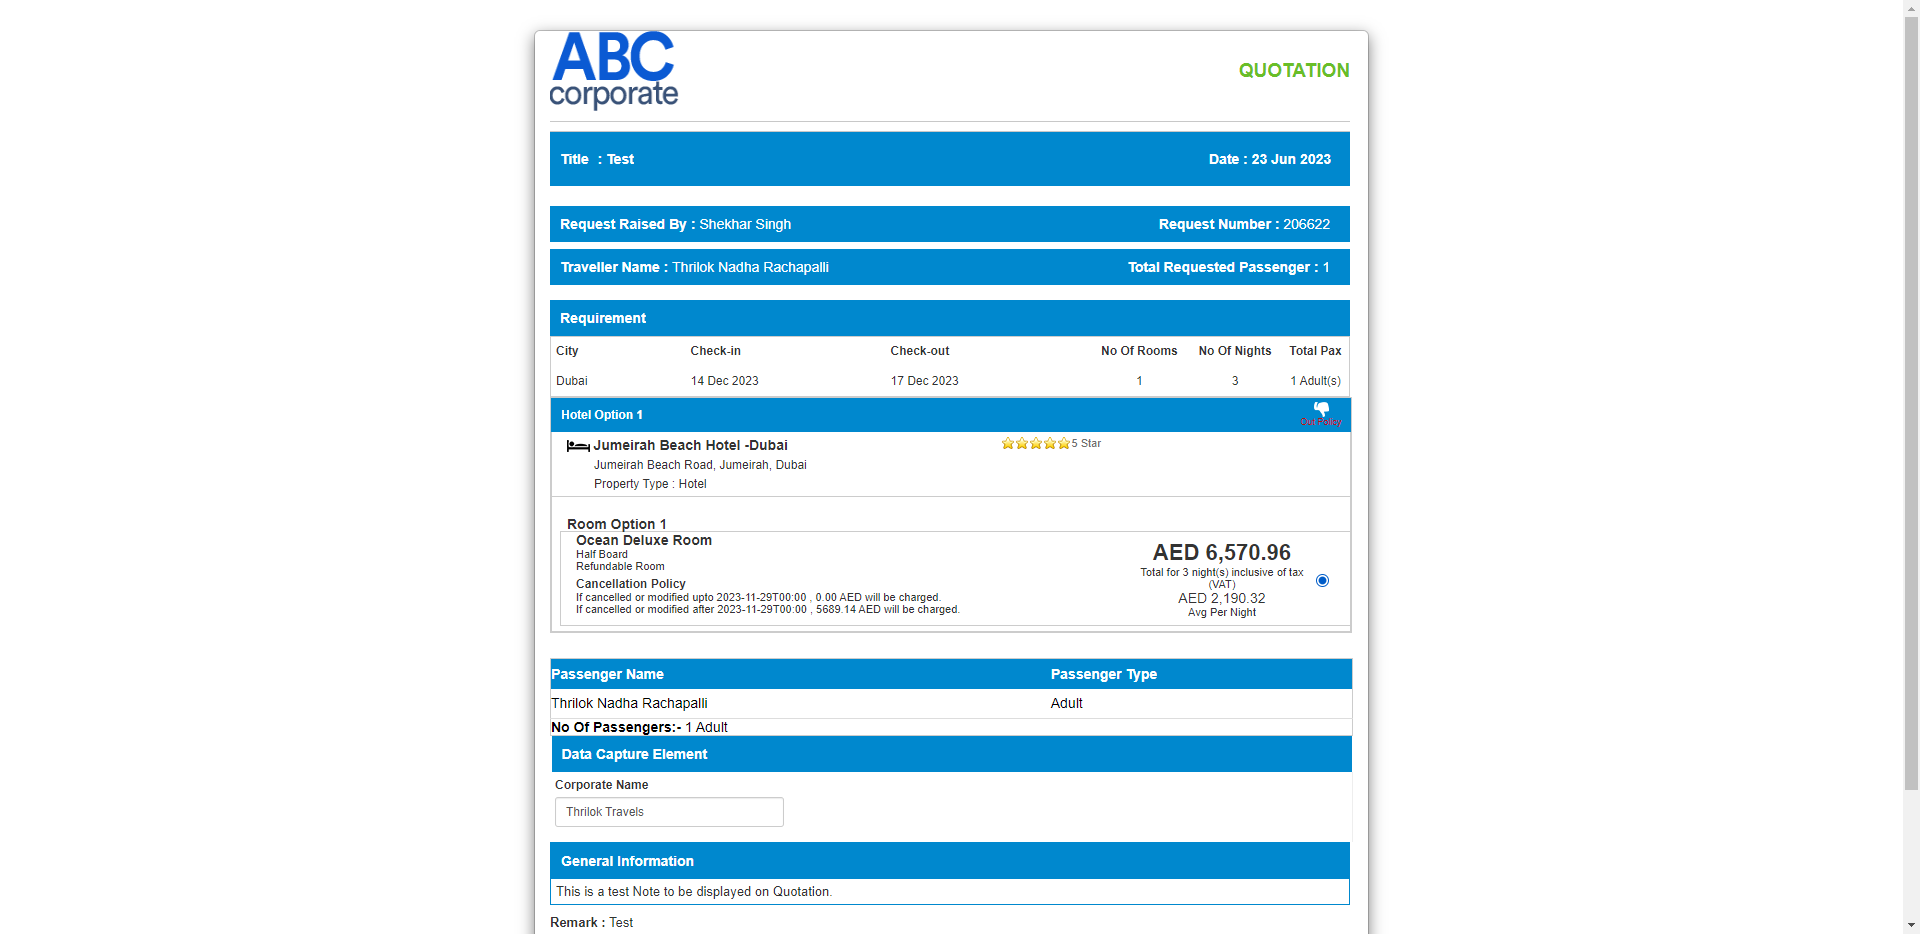 ABC
corporate
QUOTATION
Title : Test
Date : 23 Jun 2023
Request Raised By : Shekhar Singh
Request Number : 206622
Traveller Name : Thrilok Nadha Rachapalli
Total Requested Passenger : 1
Requirement
City Check-in Check-out No Of Rooms No Of Nights Total Pax
Dubai 14 Dec 2023 17 Dec 2023 1 3 1 Adult(s)
Hotel Option 1
Out Policy
Jumeirah Beach Hotel -Dubai
5 Star
Jumeirah Beach Road, Jumeirah, Dubai
Property Type : Hotel
Room Option 1
Ocean Deluxe Room
Half Board
Refundable Room
Cancellation Policy
If cancelled or modified upto 2023-11-29T00:00 , 0.00 AED will be charged.
If cancelled or modified after 2023-11-29T00:00 , 5689.14 AED will be charged.
AED 6,570.96
Total for 3 night(s) inclusive of tax
(VAT)
AED 2,190.32
Avg Per Night
Passenger Name Passenger Type
Thrilok Nadha Rachapalli Adult
No Of Passengers:- 1 Adult
Data Capture Element
Corporate Name
Thrilok Travels
General Information
This is a test Note to be displayed on Quotation.
Remark : Test